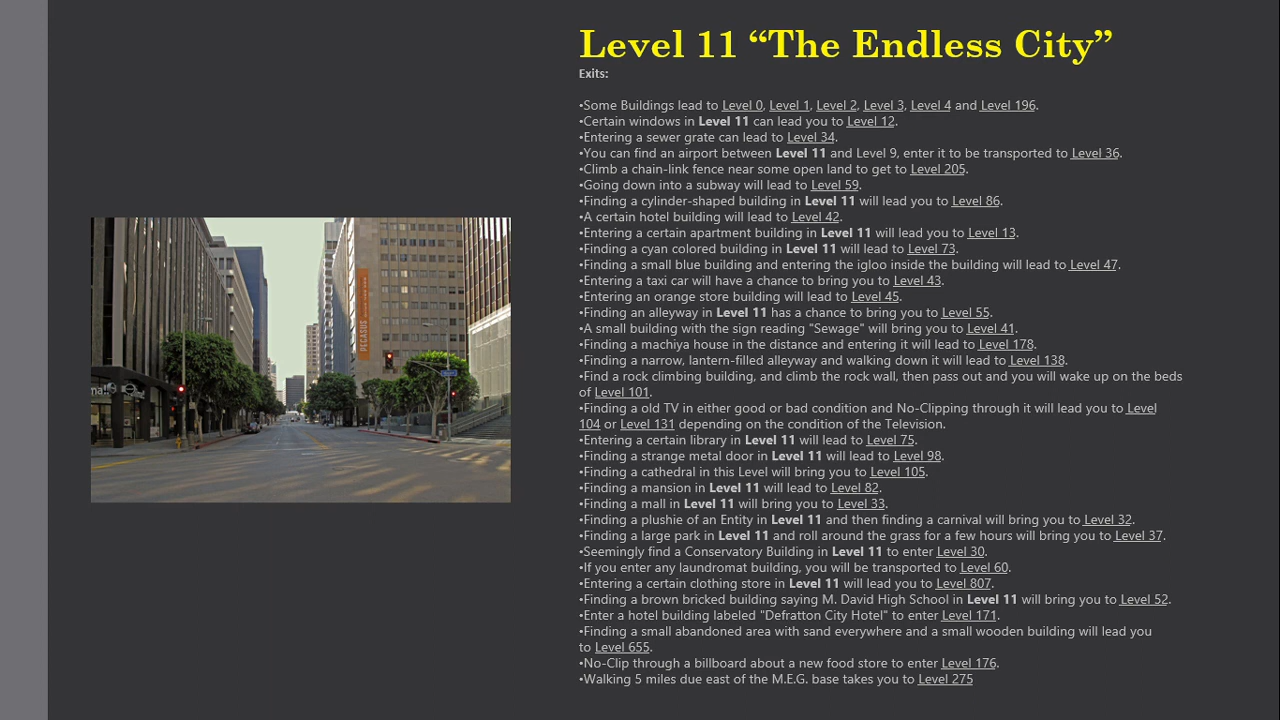 Level 11 “The Endless City”
Exits:
•Some Buildings lead to Level 0, Level 1, Level 2, Level 3, Level 4 and Level 196.
•Certain windows in Level 11 can lead you to Level 12.
•Entering a sewer grate can lead to Level 34.
•You can find an airport between Level 11 and Level 9, enter it to be transported to Level 36.
•Climb a chain-link fence near some open land to get to Level 205.
•Going down into a subway will lead to Level 59.
•Finding a cylinder-shaped building in Level 11 will lead you to Level 86.
•A certain hotel building will lead to Level 42.
•Entering a certain apartment building in Level 11 will lead you to Level 13.
•Finding a cyan colored building in Level 11 will lead to Level 73.
•Finding a small blue building and entering the igloo inside the building will lead to Level 47.
•Entering a taxi car will have a chance to bring you to Level 43.
•Entering an orange store building will lead to Level 45.
•Finding an alleyway in Level 11 has a chance to bring you to Level 55.
•A small building with the sign reading "Sewage" will bring you to Level 41.
•Finding a machiya house in the distance and entering it will lead to Level 178.
•Finding a narrow, lantern-filled alleyway and walking down it will lead to Level 138.
•Find a rock climbing building, and climb the rock wall, then pass out and you will wake up on the beds
of Level 101.
•Finding a old TV in either good or bad condition and No-Clipping through it will lead you to Level
104 or Level 131 depending on the condition of the Television.
•Entering a certain library in Level 11 will lead to Level 75.
•Finding a strange metal door in Level 11 will lead to Level 98.
•Finding a cathedral in this Level will bring you to Level 105.
•Finding a mansion in Level 11 will lead to Level 82.
•Finding a mall in Level 11 will bring you to Level 33.
•Finding a plushie of an Entity in Level 11 and then finding a carnival will bring you to Level 32.
•Finding a large park in Level 11 and roll around the grass for a few hours will bring you to Level 37.
•Seemingly find a Conservatory Building in Level 11 to enter Level 30.
•If you enter any laundromat building, you will be transported to Level 60.
•Entering a certain clothing store in Level 11 will lead you to Level 807.
•Finding a brown bricked building saying M. David High School in Level 11 will bring you to Level 52.
•Enter a hotel building labeled "Defratton City Hotel" to enter Level 171.
•Finding a small abandoned area with sand everywhere and a small wooden building will lead you
to Level 655.
•No-Clip through a billboard about a new food store to enter Level 176.
•Walking 5 miles due east of the M.E.G. base takes you to Level 275
PEGASUS